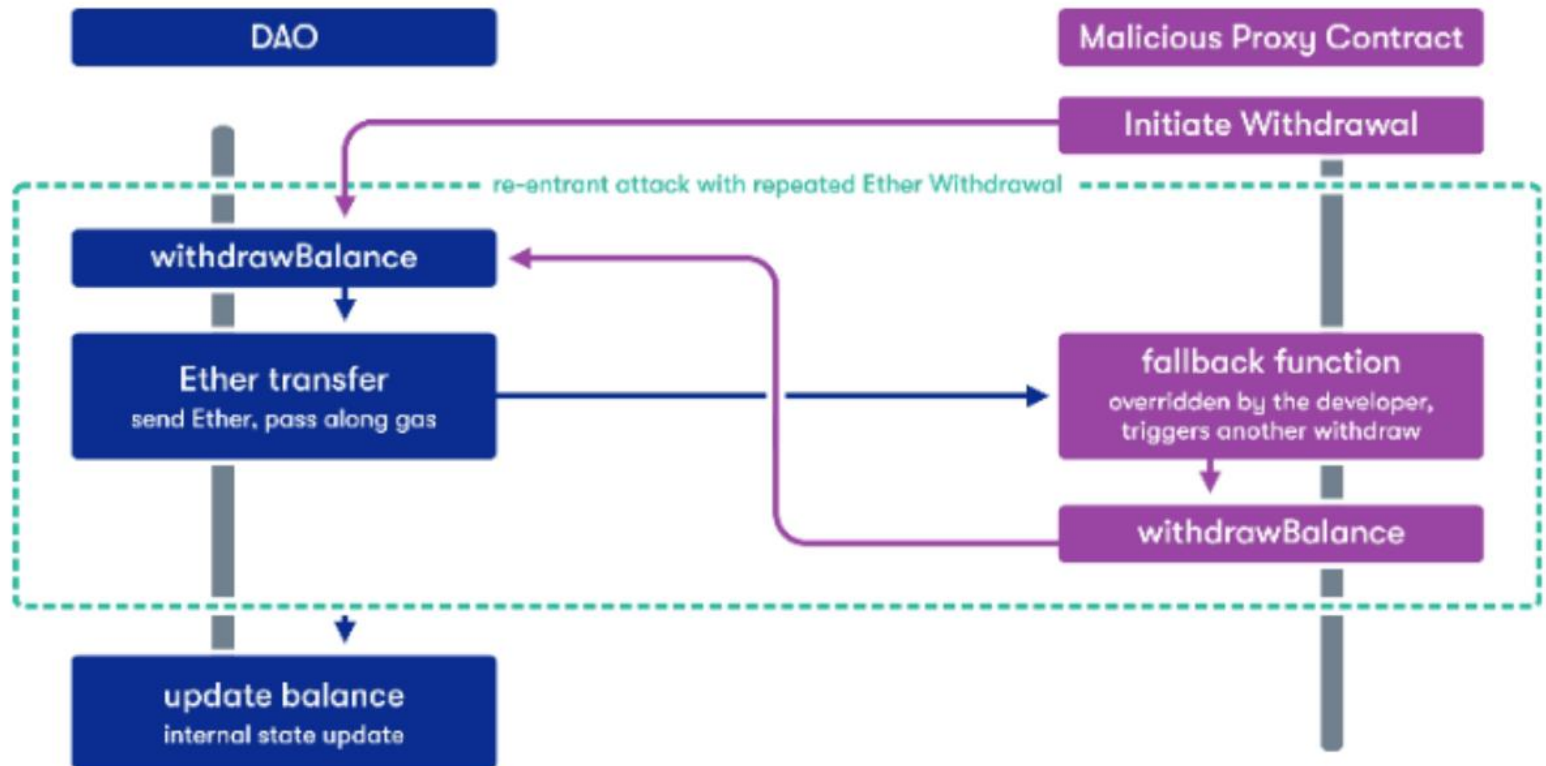 DAO
Malicious Proxy Contract
Initiate Withdrawal
re-entrant attack with repeated Ether Withdrawal
withdrawBalance
Ether transfer
send Ether, pass along gas
fallback function
overridden by the developer,
triggers another withdraw
withdrawBalance
update balance
internal state update